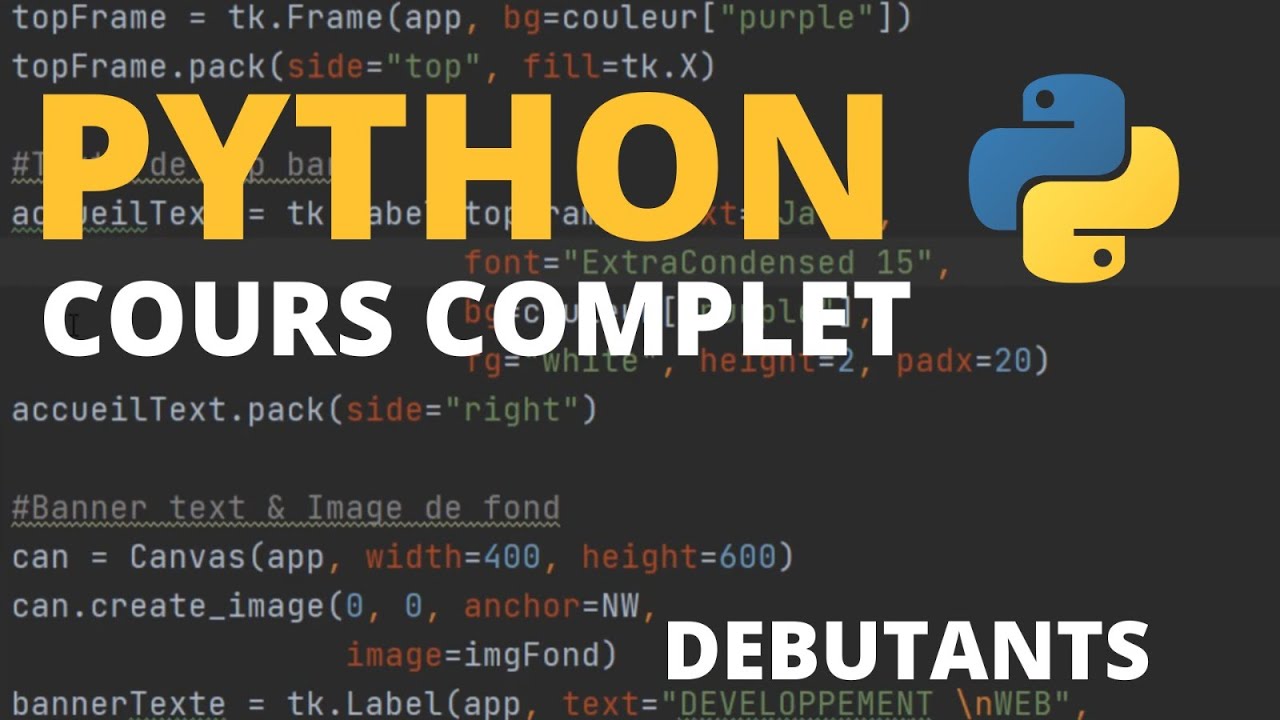 topFrame = tk.Frame(app, bg=couleur["purple"])
topFrame.pack(side="top", fill=tk.X)
PYTHON
font="ExtraCondensed 15",
COURS COMPLET
height=2, padx=20)
accueilText.pack(side="right")
#Banner text & Image de fond
can = Canvas(app, width=400, height=600)
can.create_image(0, 0, anchor=NW,
image=imgFond)
DEBUTANTS
bannerTexte = tk.Label(app, text="DEVELOPPEMENT \nWEB",